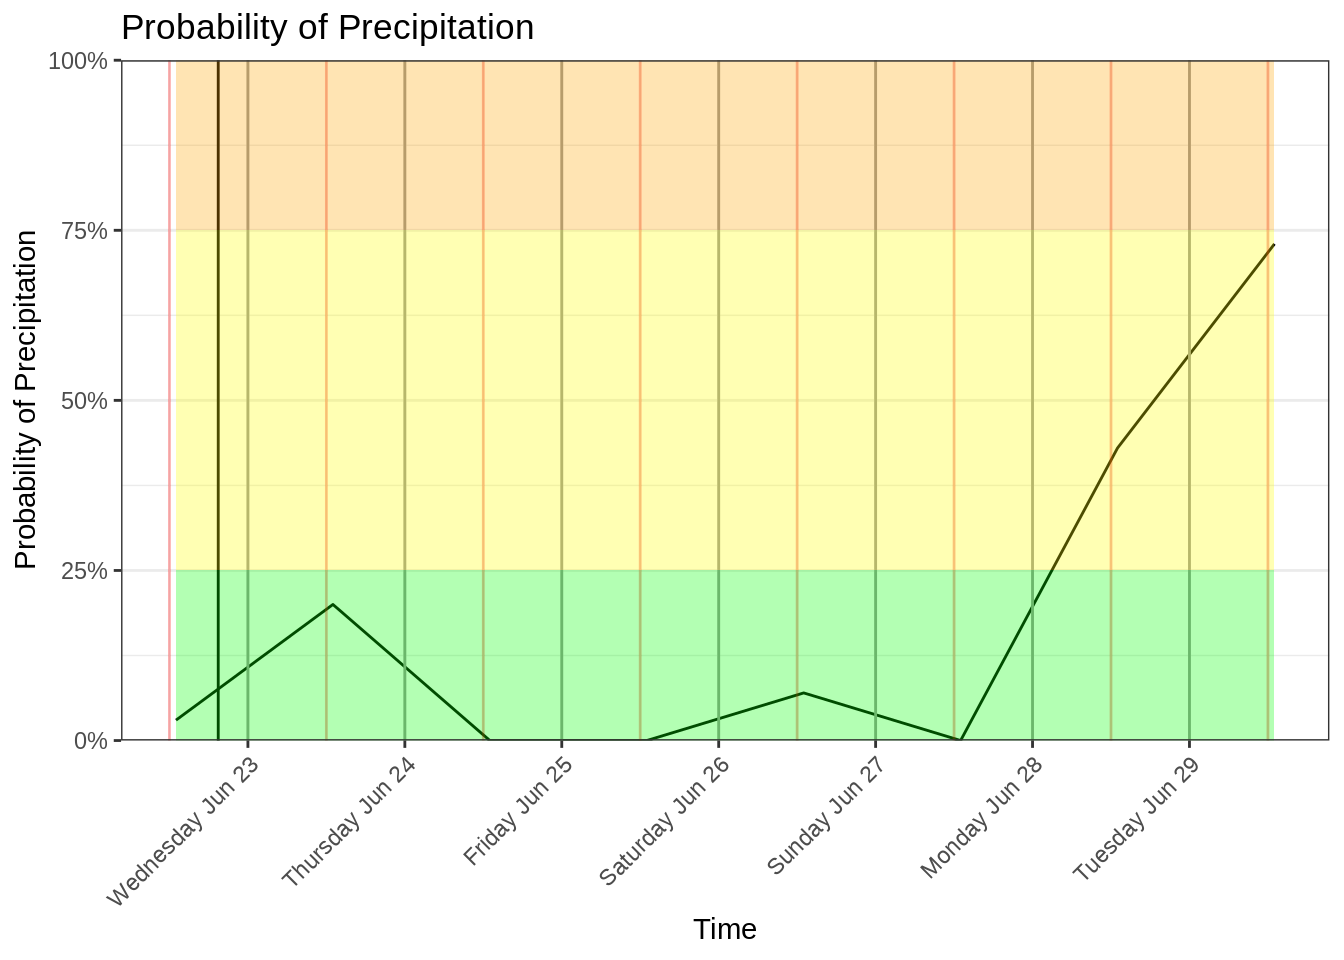 Probability of Precipitation
Probability of Precipitation
100%
75%
50%
25%
0%
Wednesday Jun 23
Thursday Jun 24
Friday Jun 25
Saturday Jun 26
Sunday Jun 27
Monday Jun 28
Tuesday Jun 29
Time